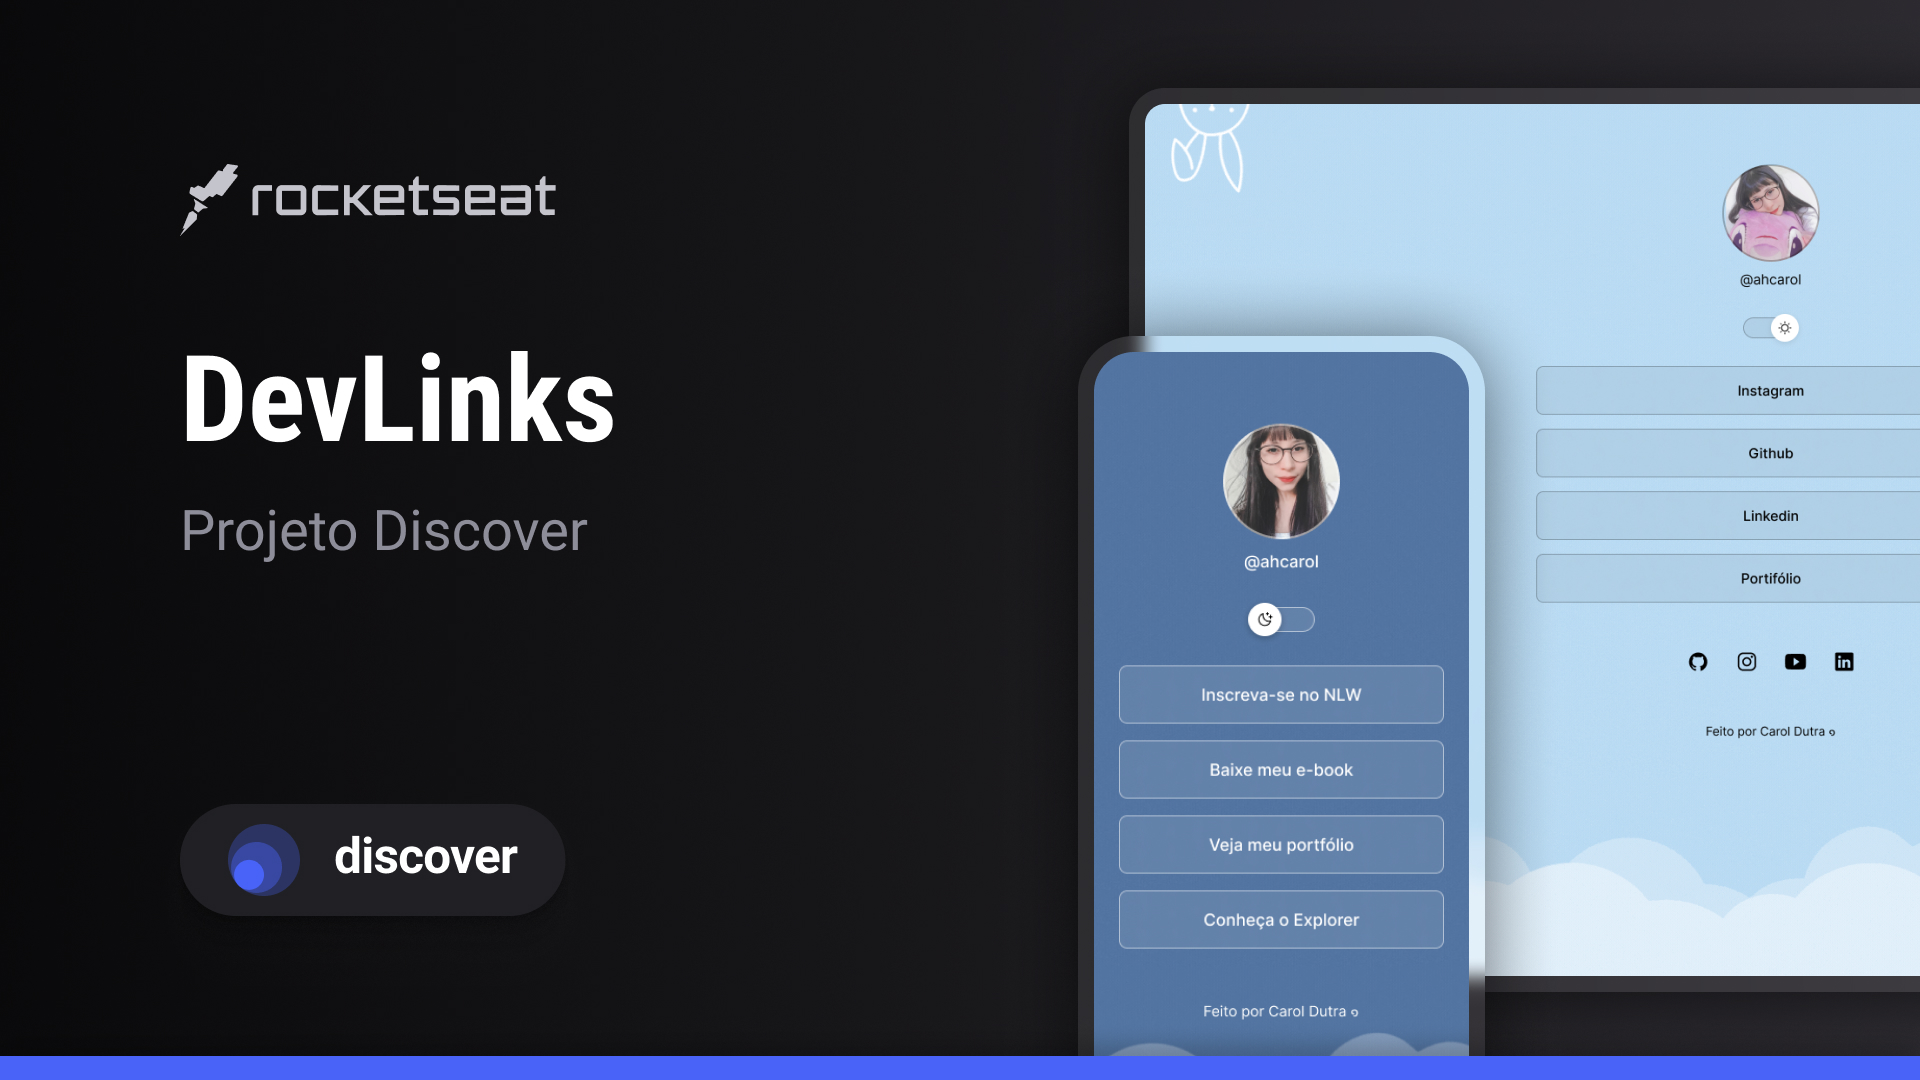 rocketseat
DevLinks
Projeto Discover
discover
@ahcarol
Inscreva-se no NLW
Baixe meu e-book
Veja meu portfólio
Conheça o Explorer
Feito por Carol Dutra
@ahcarol
Instagram
Github
Linkedin
Portifólio
in
Feito por Carol Dutra